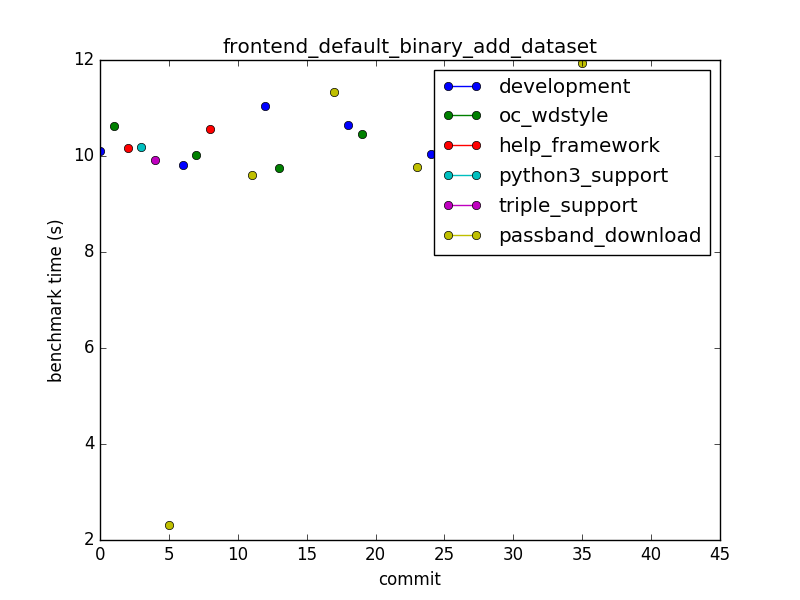 frontend_default_binary_add_dataset
12
10
8
6
4
2
benchmark time (s)
development
oc_wdstyle
help_framework
python3_support
triple_support
passband_download
0 5 10 15 20 25 30 35 40 45
commit